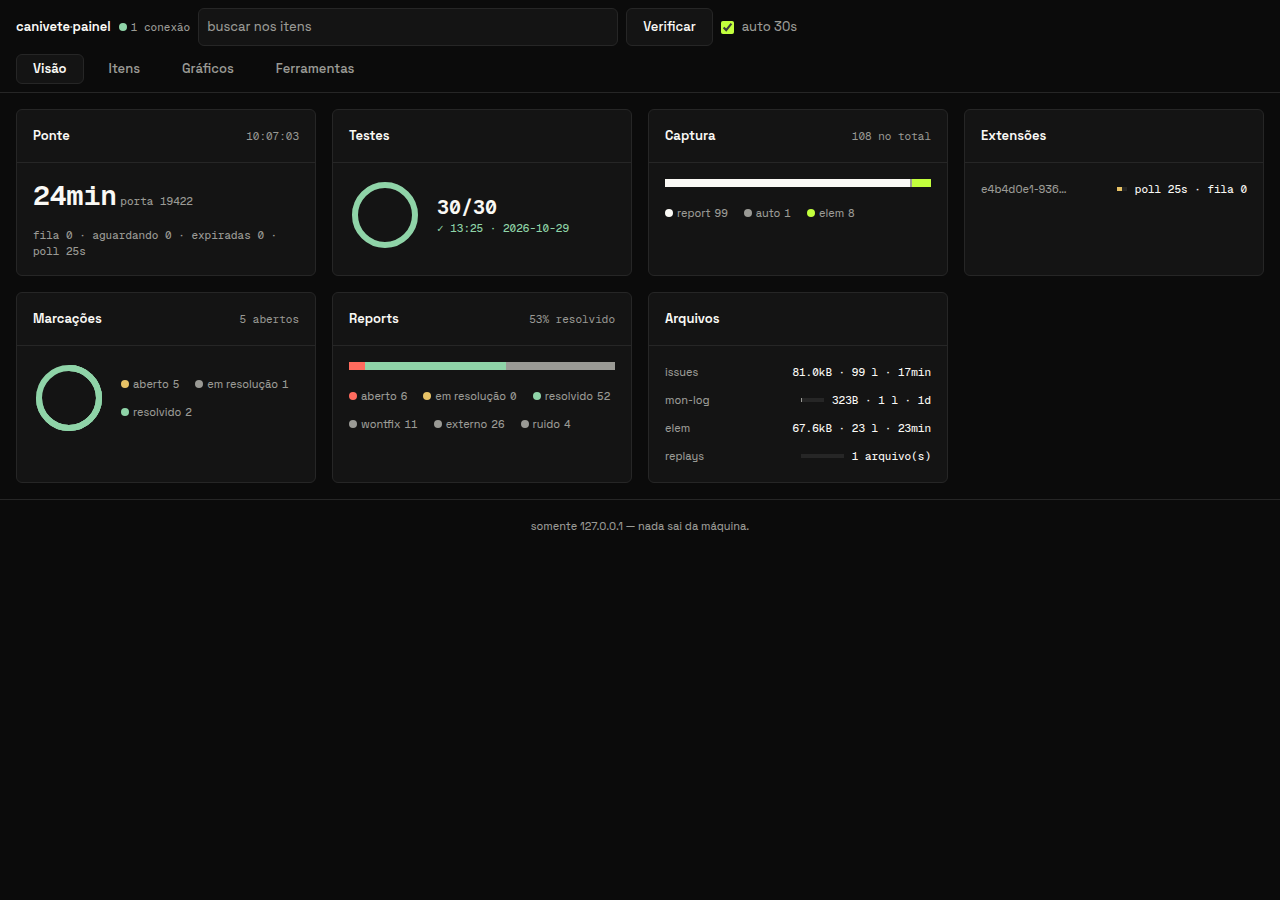 canivete·painel 1 conexão buscar nos itens Verificar auto 30s
Visão Itens Gráficos Ferramentas
Ponte 10:07:03
24min porta 19422
fila 0 · aguardando 0 · expiradas 0 ·
poll 25s
Testes
30/30
✓ 13:25 · 2026-10-29
Captura 108 no total
report 99 auto 1 elem 8
Extensões
e4b4d0e1-936… poll 25s · fila 0
Marcações 5 abertos
aberto 5 em resolução 1
resolvido 2
Reports 53% resolvido
aberto 6 em resolução 0 resolvido 52
wontfix 11 externo 26 ruido 4
Arquivos
issues 81.0kB · 99 l · 17min
mon-log 323B · 1 l · 1d
elem 67.6kB · 23 l · 23min
replays 1 arquivo(s)
somente 127.0.0.1 — nada sai da máquina.